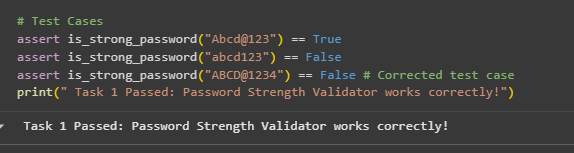 # Test Cases
assert is_strong_password("Abcd@123") == True
assert is_strong_password("abcd123") == False
assert is_strong_password("ABCD@1234") == False # Corrected test case
print(" Task 1 Passed: Password Strength Validator works correctly!")
Task 1 Passed: Password Strength Validator works correctly!